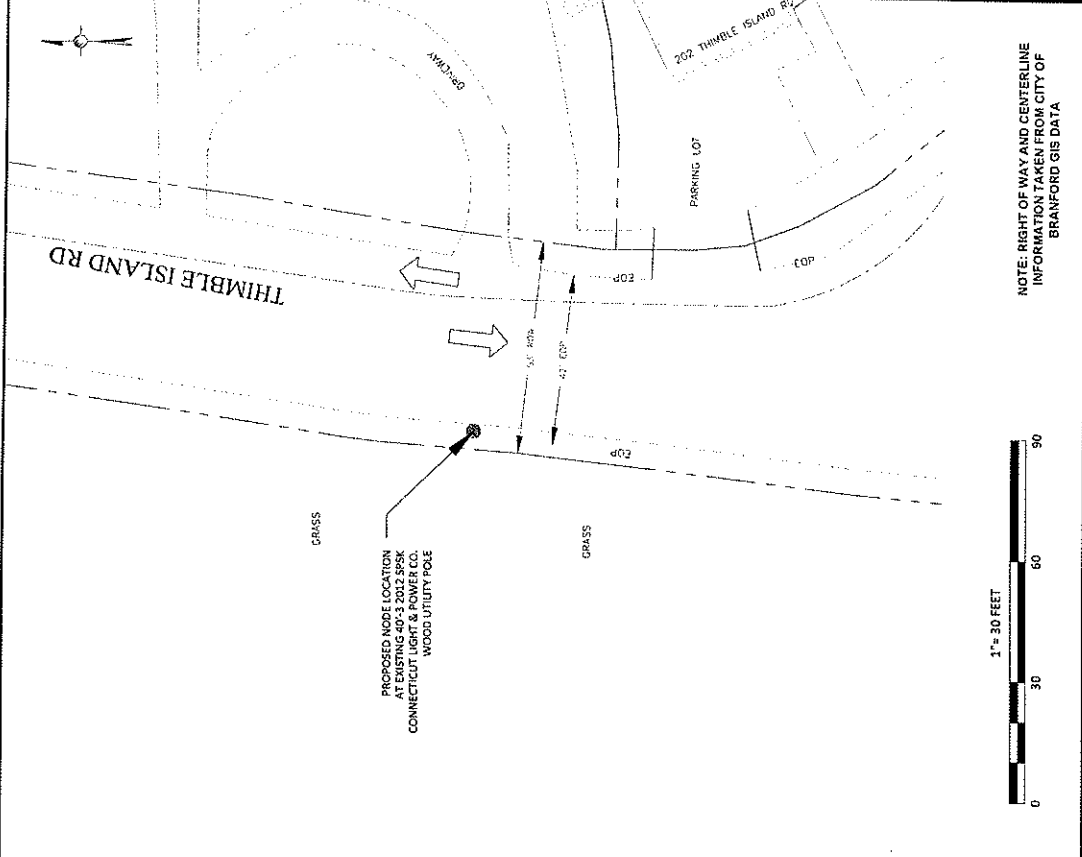 DRIVEWAY
202 THIMBLE ISLAND
THIMBLE ISLAND RD
PARKING LOT
GRASS
PROPOSED NODE LOCATION
AT EXISTING 40'-3 2012 SPSK
CONNECTICUT LIGHT & POWER CO.
WOOD UTILITY POLE
ROW
EOP
EOP
EOP
EOP
GRASS
1"= 30 FEET
0 30 60 90
NOTE: RIGHT OF WAY AND CENTERLINE
INFORMATION TAKEN FROM CITY OF
BRANFORD GIS DATA